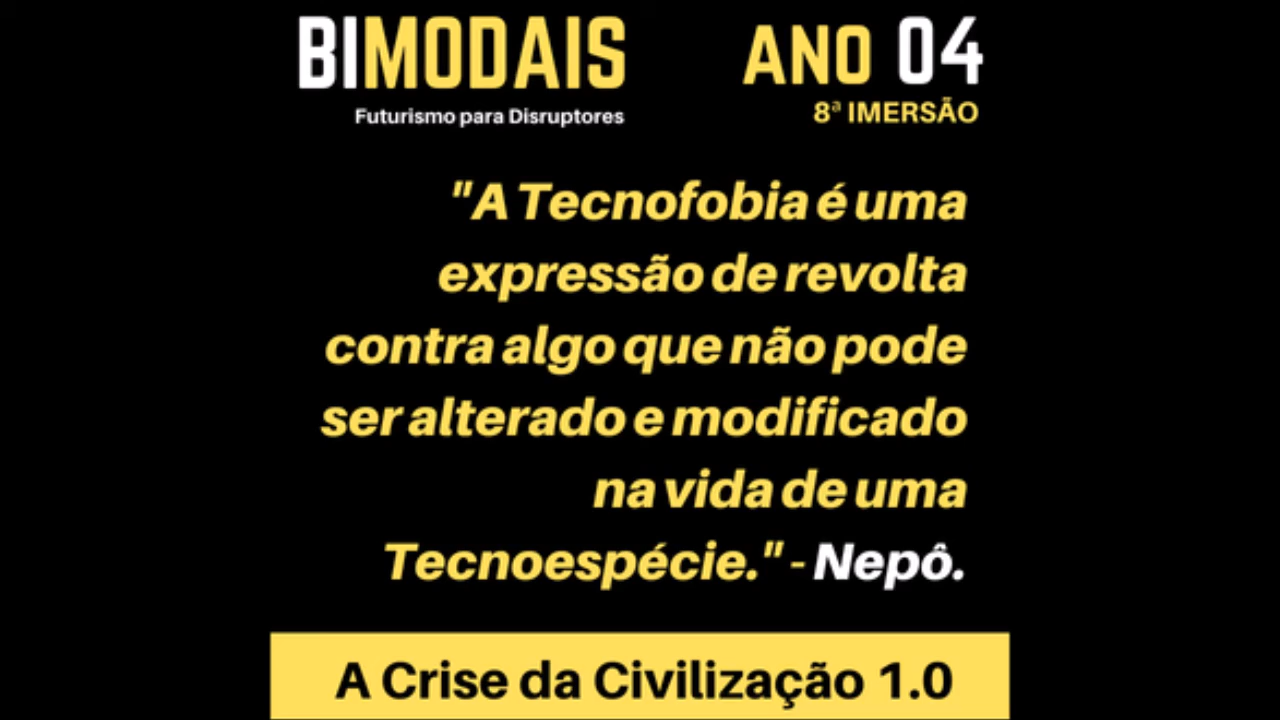 BIMODAIS
Futurismo para Disruptores
ANO 04
8ª IMERSÃO
"A Tecnofobia é uma
expressão de revolta
contra algo que não pode
ser alterado e modificado
na vida de uma
Tecnoespécie." - Nepô.
A Crise da Civilização 1.0